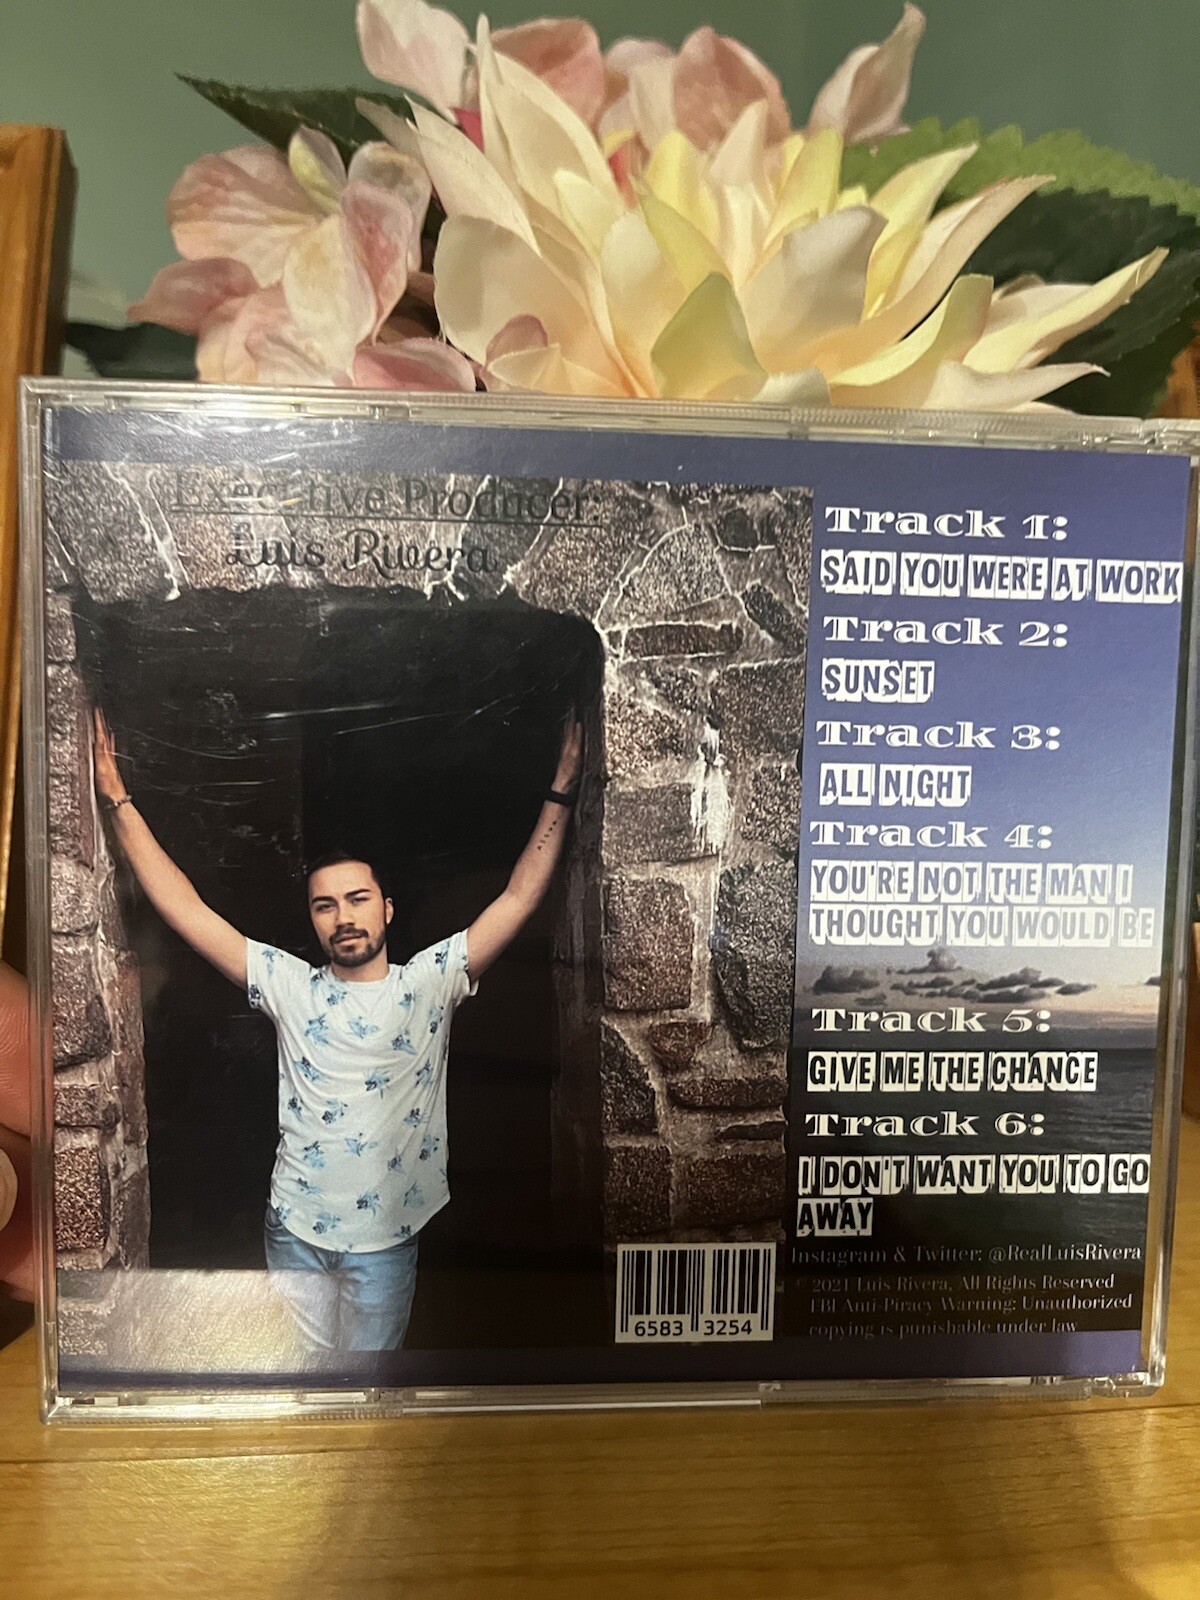 Executive Producer:
Luis Rivera
Track 1:
SAID YOU WERE AT WORK
Track 2:
SUNSET
Track 3:
ALL NIGHT
Track 4:
YOU'RE NOT THE MAN I
THOUGHT YOU WOULD BE
Track 5:
GIVE ME THE CHANCE
Track 6:
I DON'T WANT YOU TO GO
AWAY
Instagram & Twitter: @RealLuisRivera
© 2021 Luis Rivera, All Rights Reserved
FBI Anti-Piracy Warning: Unauthorized
copying is punishable under law
6583 3254